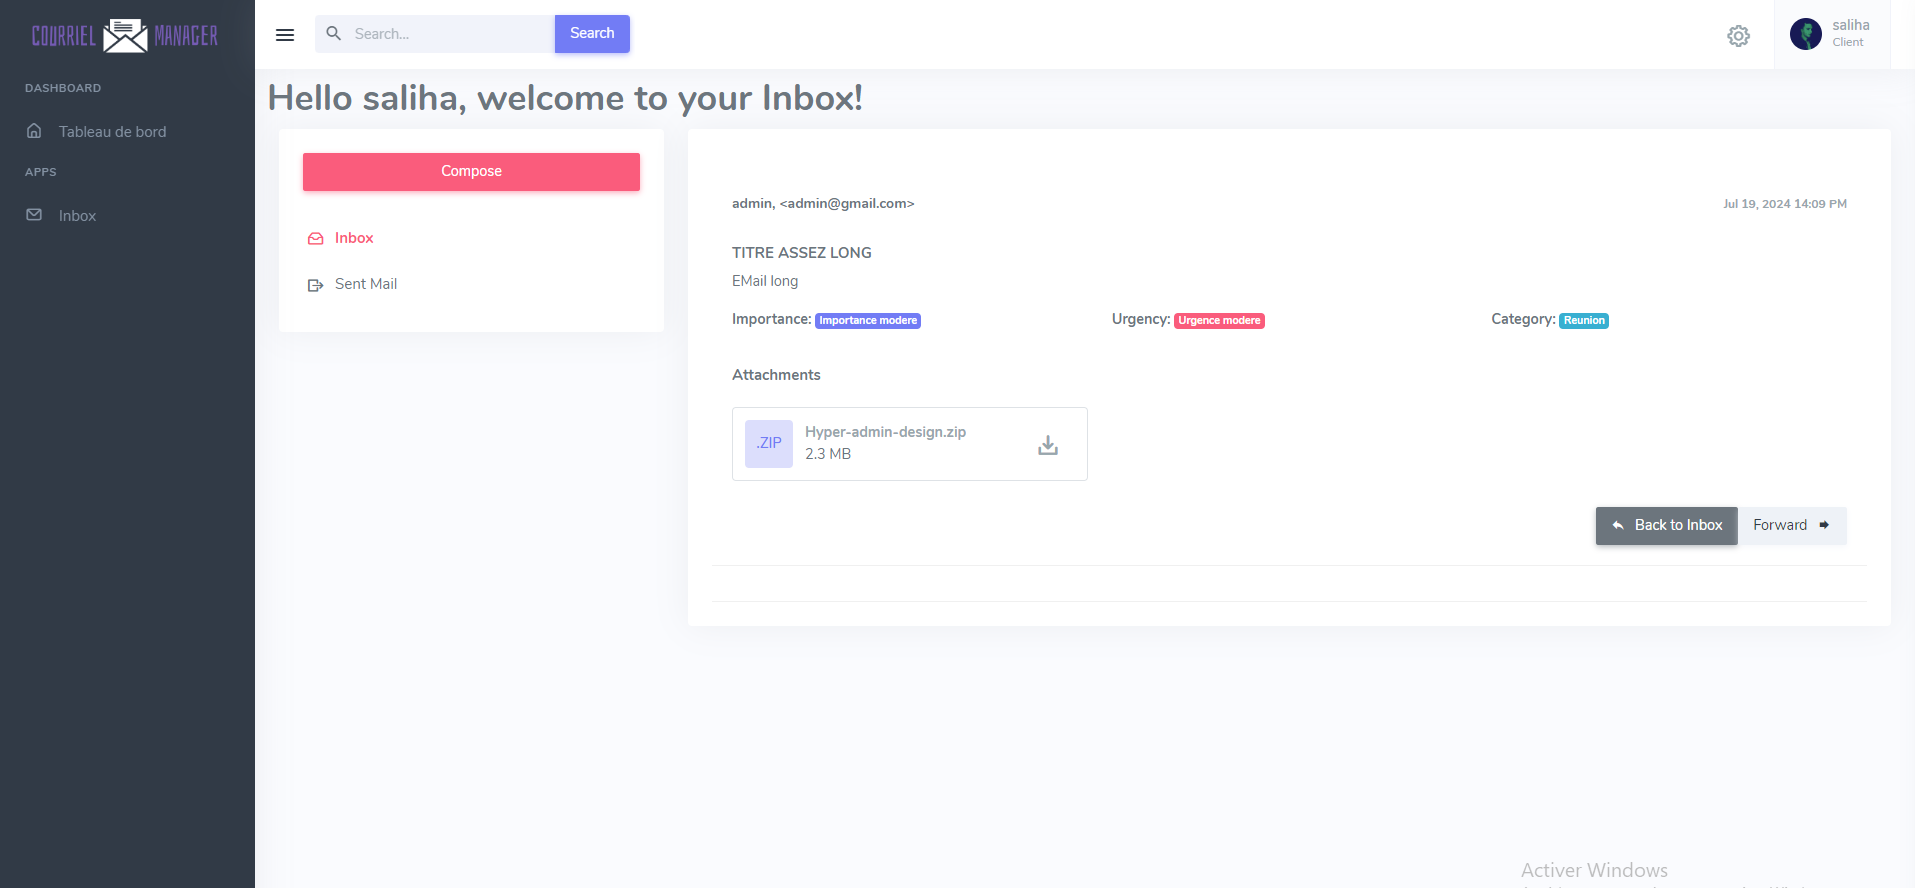 COURRIEL MANAGER
Search...
Search
saliha
Client
DASHBOARD
Tableau de bord
APPS
Inbox
Hello saliha, welcome to your Inbox!
Compose
Inbox
Sent Mail
admin, <admin@gmail.com>
Jul 19, 2024 14:09 PM
TITRE ASSEZ LONG
EMail long
Importance: Importance modere
Urgency: Urgence modere
Category: Reunion
Attachments
.ZIP
Hyper-admin-design.zip
2.3 MB
Back to Inbox
Forward
Activer Windows